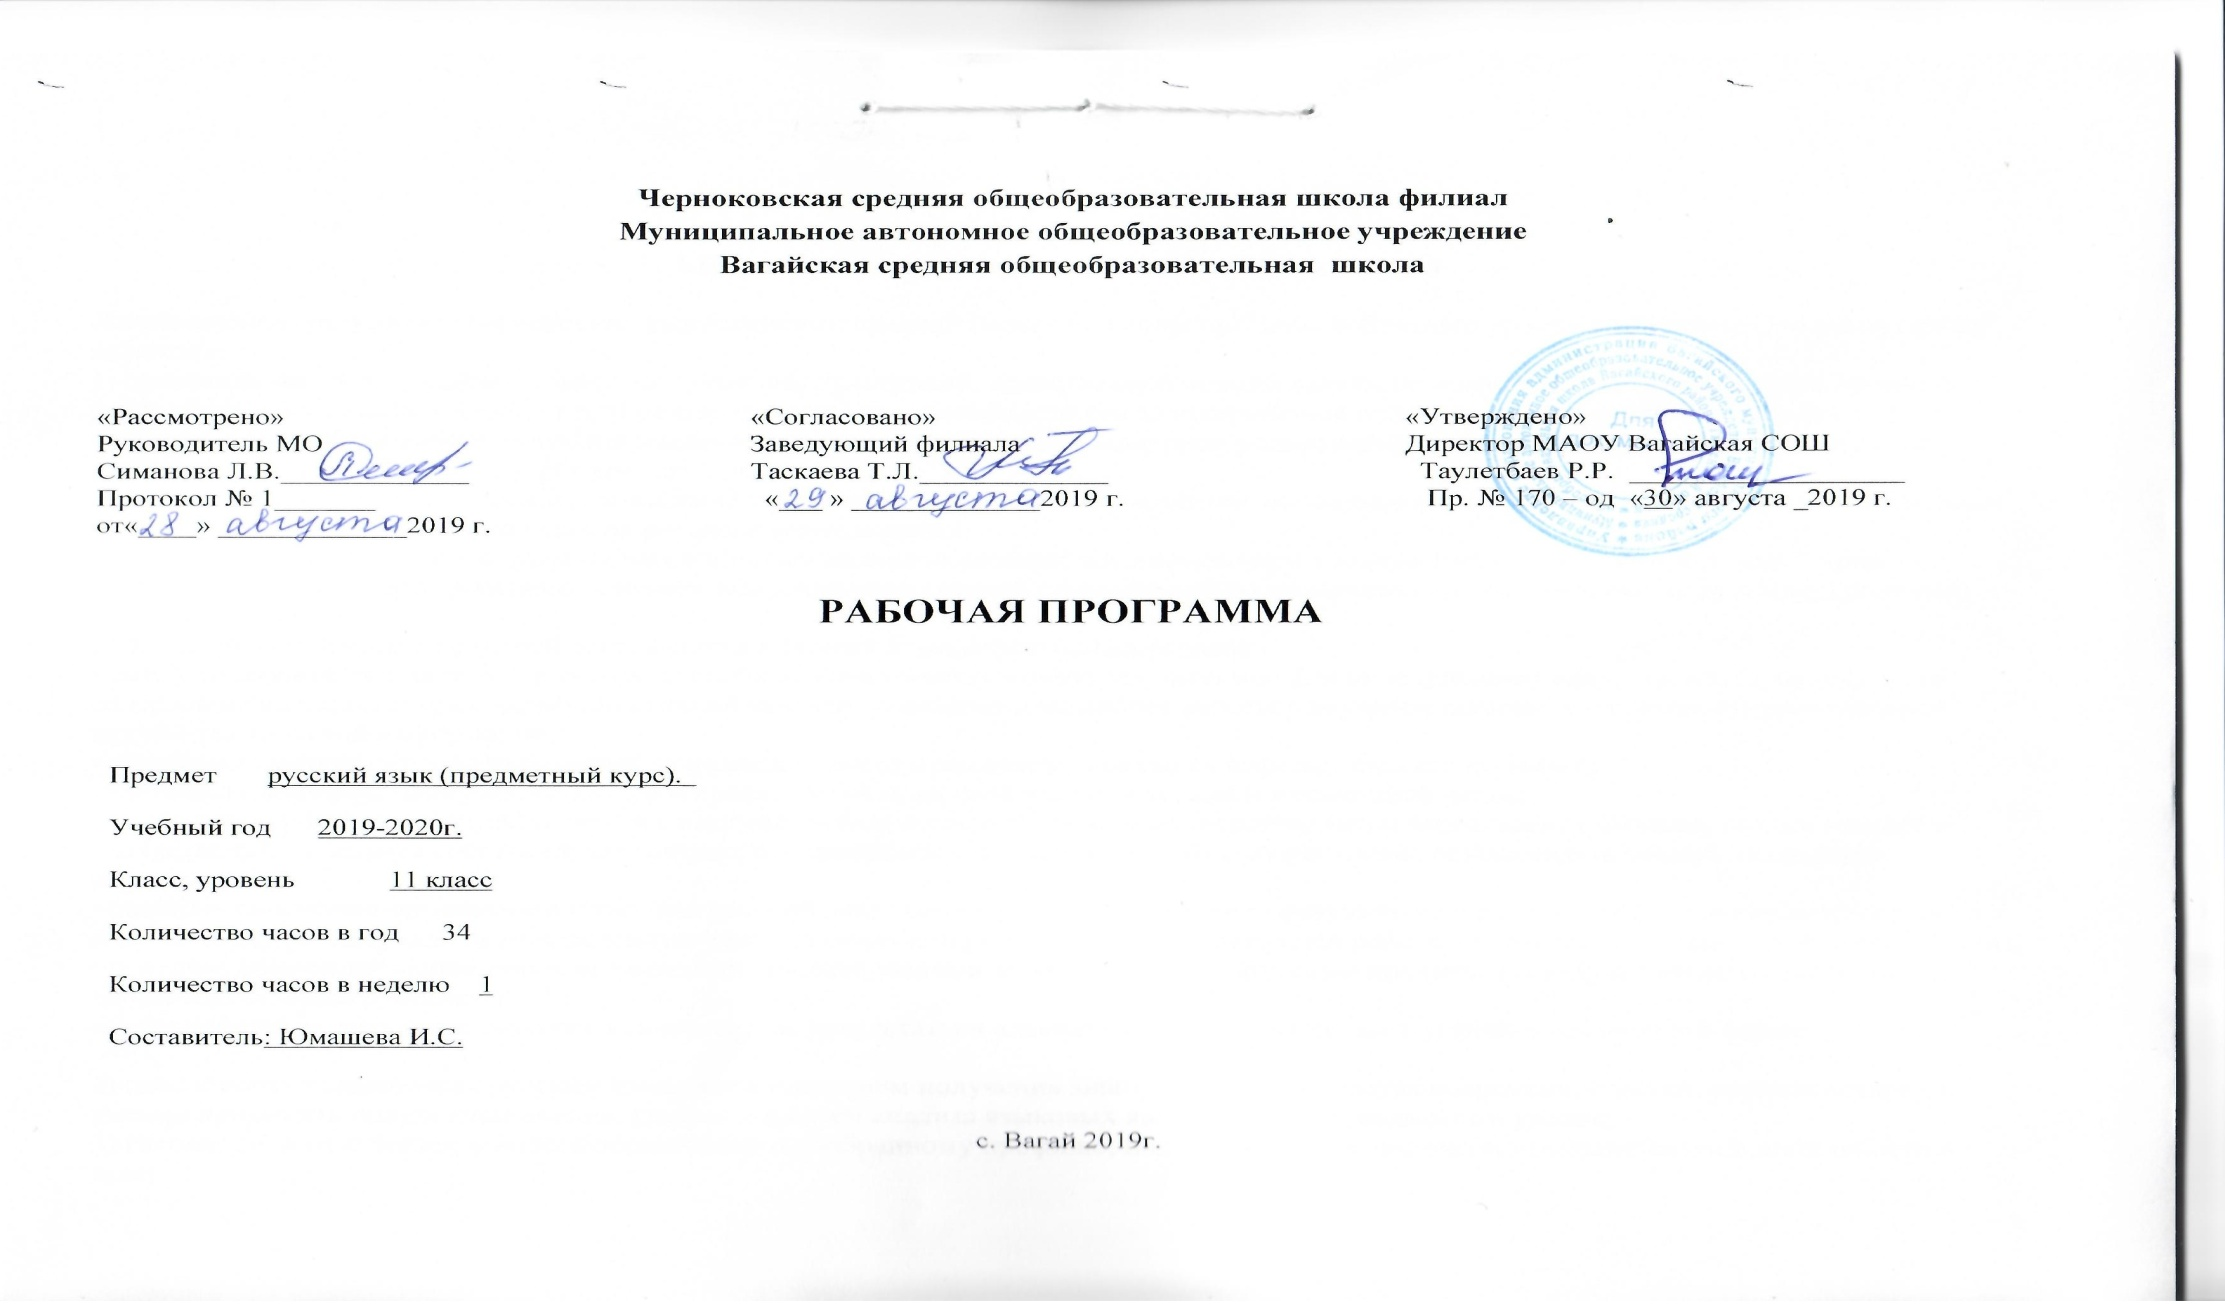 Черноковская средняя общеобразовательная школа филиал
Муниципальное автономное общеобразовательное учреждение
Вагайская средняя общеобразовательная школа
«Рассмотрено»
Руководитель МО
Симанова Л.В.
Протокол № 1
от«28» августа 2019 г.
«Согласовано»
Заведующий филиала
Таскаева Т.Л.
«29» августа 2019 г.
«Утверждено»
Директор МАОУ Вагайская СОШ
Таулетбаев Р.Р.
Пр. № 170 – од «30» августа _2019 г.
РАБОЧАЯ ПРОГРАММА
Предмет русский язык (предметный курс).
Учебный год 2019-2020г.
Класс, уровень 11 класс
Количество часов в год 34
Количество часов в неделю 1
Составитель: Юмашева И.С.
с. Вагай 2019г.